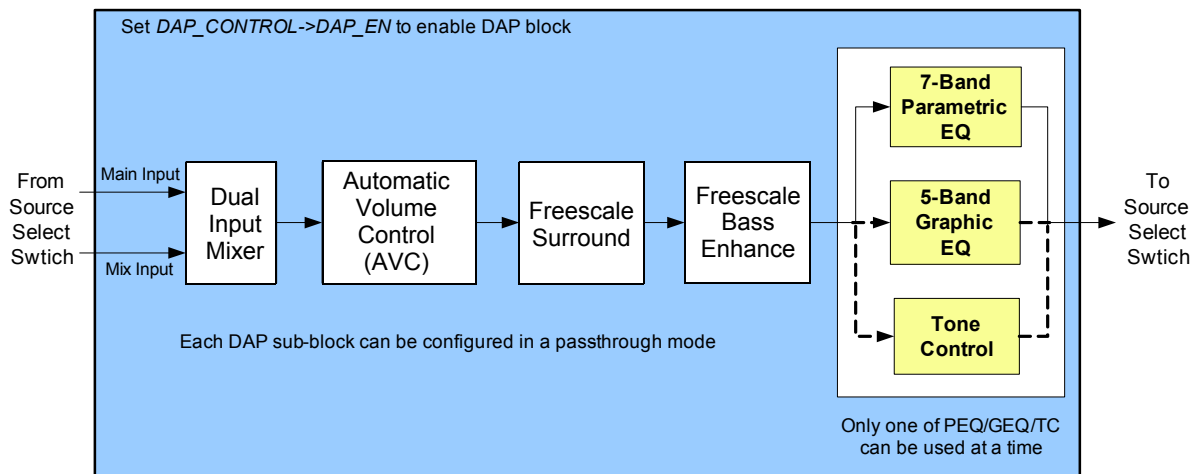 Set DAP_CONTROL->DAP_EN to enable DAP block
From
Source
Select
Swtich
Main Input
Mix Input
Dual
Input
Mixer
Automatic
Volume
Control
(AVC)
Freescale
Surround
Freescale
Bass
Enhance
7-Band
Parametric
EQ
5-Band
Graphic
EQ
Tone
Control
To
Source
Select
Swtich
Each DAP sub-block can be configured in a passthrough mode
Only one of PEQ/GEQ/TC
can be used at a time